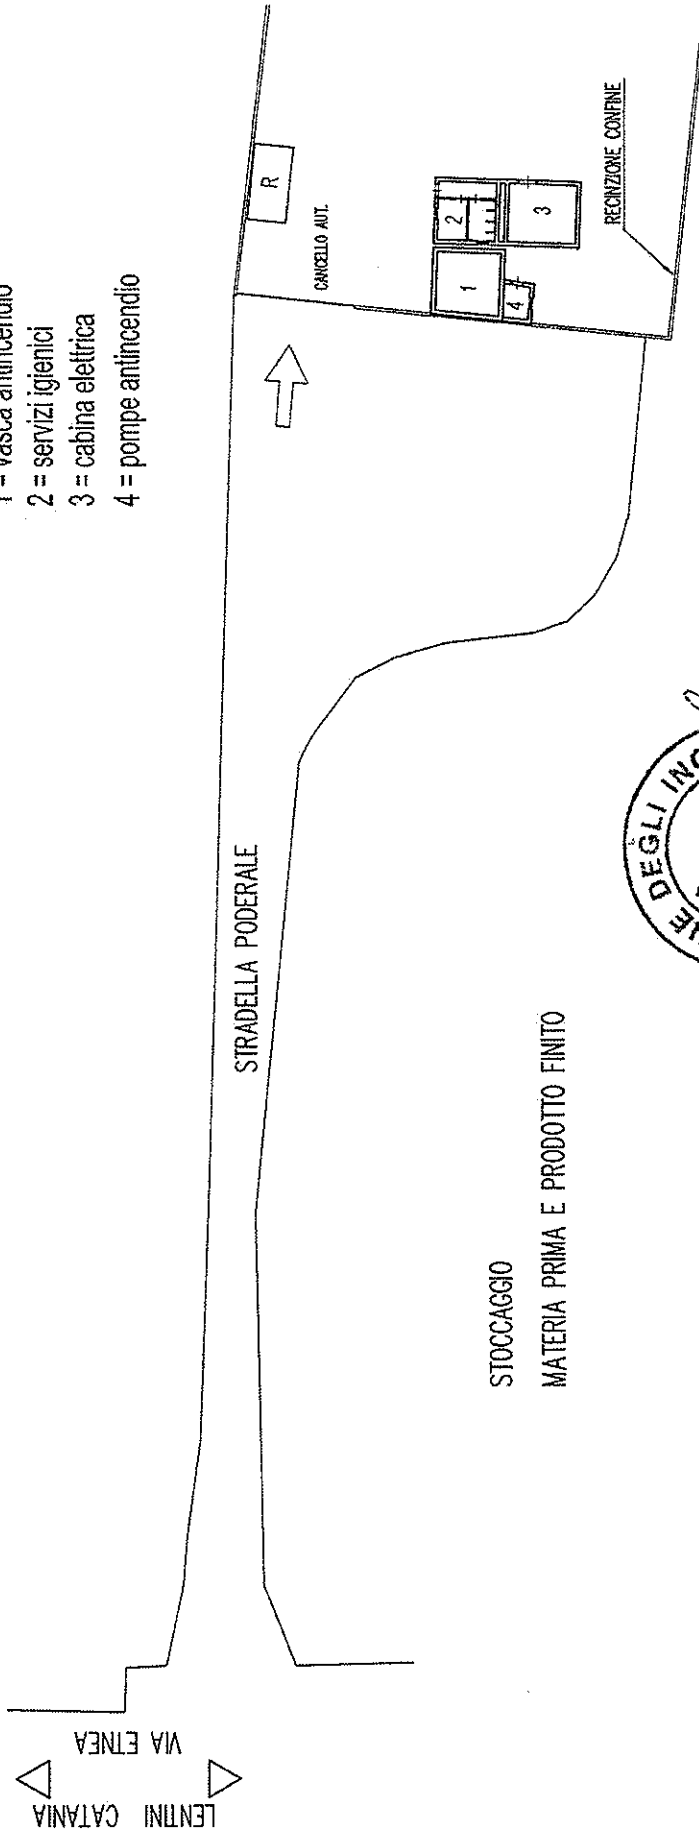 1 = vasca antincendio
2 = servizi igienici
3 = cabina elettrica
4 = pompe antincendio
R
CANCELLO AUT.
1
2
3
4
RECINZIONE CONFINE
STRADELLA PODERALE
STOCCAGGIO
MATERIA PRIMA E PRODOTTO FINITO
DEGLI
VIA ETNEA
LENTINI CATANIA